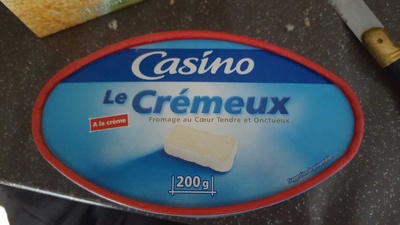 Casino
Le Crémeux
A la crème
Fromage au Cœur Tendre et Onctueux
200g